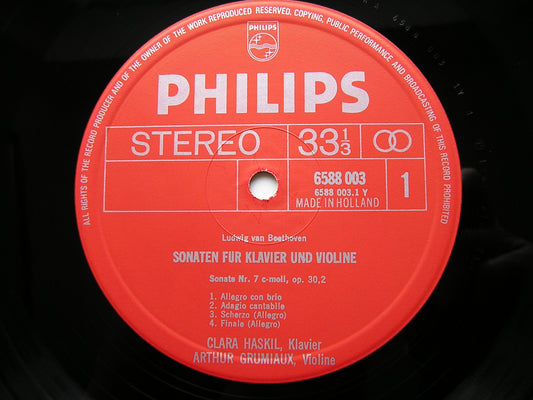 ALL RIGHTS OF THE RECORD PRODUCER AND OF THE OWNER OF THE WORK REPRODUCED RESERVED. COPYING, PUBLIC PERFORMANCE AND BROADCASTING OF THIS RECORD PROHIBITED
PHILIPS
PHILIPS
STEREO 33 1/3
6588 003
6588 003.1 Y
MADE IN HOLLAND
1
Ludwig van Beethoven
SONATEN FÜR KLAVIER UND VIOLINE
Sonate Nr. 7 c-moll, op. 30,2
1. Allegro con brio
2. Adagio cantabile
3. Scherzo (Allegro)
4. Finale (Allegro)
CLARA HASKIL, Klavier
ARTHUR GRUMIAUX, Violine